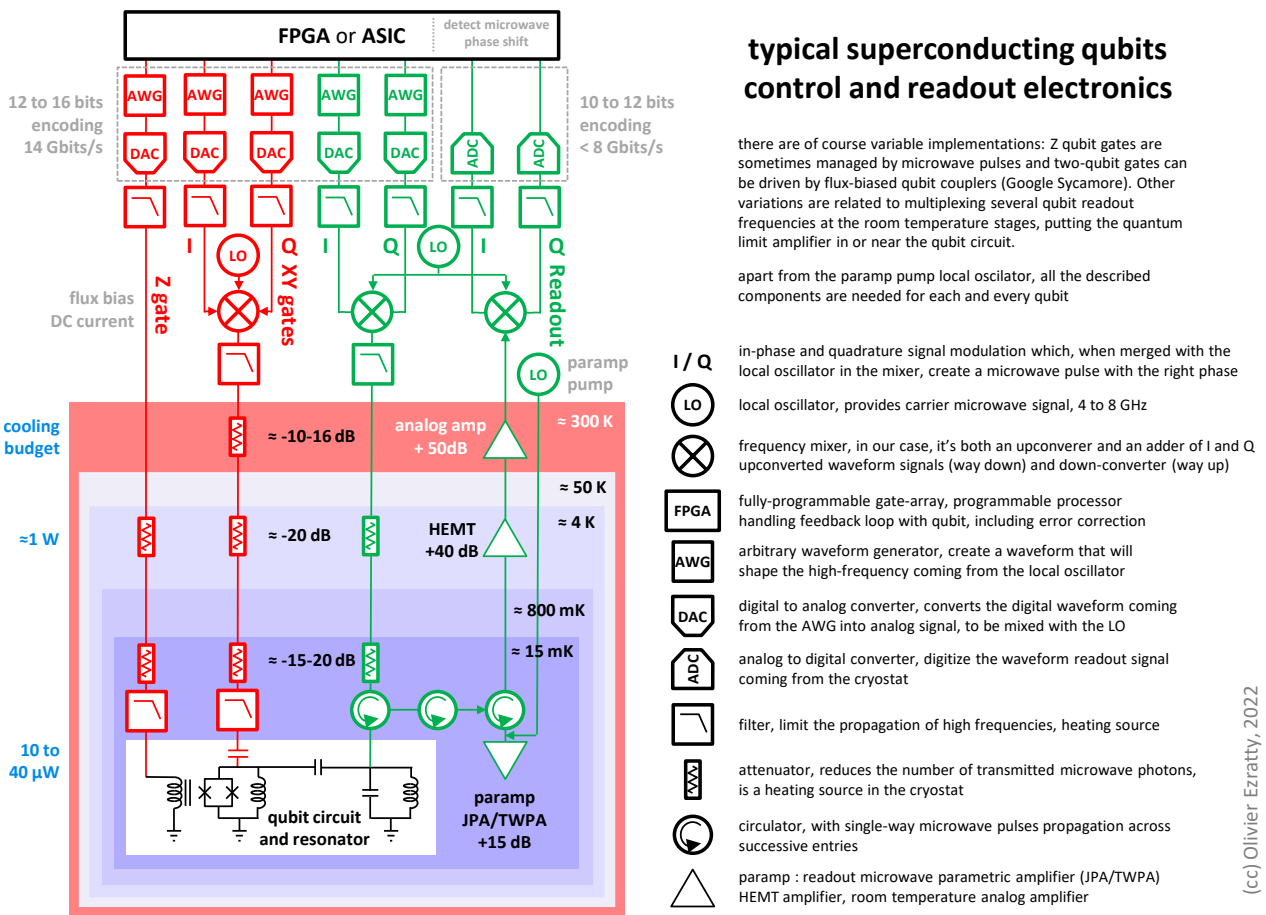 FPGA or ASIC
detect microwave
phase shift
12 to 16 bits
encoding
14 Gbits/s
AWG
AWG
AWG
AWG
AWG
DAC
DAC
DAC
DAC
DAC
ADC
ADC
10 to 12 bits
encoding
< 8 Gbits/s
I
LO
Q
I
Q
LO
I
Q
Z gate
XY gates
Readout
flux bias
DC current
LO
paramp
pump
cooling
budget
≈ -10-16 dB
analog amp
+ 50dB
≈ 300 K
≈ 50 K
≈1 W
≈ -20 dB
HEMT
+40 dB
≈ 4 K
≈ 800 mK
≈ -15-20 dB
≈ 15 mK
10 to
40 µW
qubit circuit
and resonator
paramp
JPA/TWPA
+15 dB
typical superconducting qubits
control and readout electronics
there are of course variable implementations: Z qubit gates are
sometimes managed by microwave pulses and two-qubit gates can
be driven by flux-biased qubit couplers (Google Sycamore). Other
variations are related to multiplexing several qubit readout
frequencies at the room temperature stages, putting the quantum
limit amplifier in or near the qubit circuit.
apart from the paramp pump local oscilator, all the described
components are needed for each and every qubit
I / Q
in-phase and quadrature signal modulation which, when merged with the
local oscillator in the mixer, create a microwave pulse with the right phase
LO
local oscillator, provides carrier microwave signal, 4 to 8 GHz
frequency mixer, in our case, it's both an upconverer and an adder of I and Q
upconverted waveform signals (way down) and down-converter (way up)
FPGA
fully-programmable gate-array, programmable processor
handling feedback loop with qubit, including error correction
AWG
arbitrary waveform generator, create a waveform that will
shape the high-frequency coming from the local oscillator
DAC
digital to analog converter, converts the digital waveform coming
from the AWG into analog signal, to be mixed with the LO
ADC
analog to digital converter, digitize the waveform readout signal
coming from the cryostat
filter, limit the propagation of high frequencies, heating source
attenuator, reduces the number of transmitted microwave photons,
is a heating source in the cryostat
circulator, with single-way microwave pulses propagation across
successive entries
paramp : readout microwave parametric amplifier (JPA/TWPA)
HEMT amplifier, room temperature analog amplifier
(cc) Olivier Ezratty, 2022